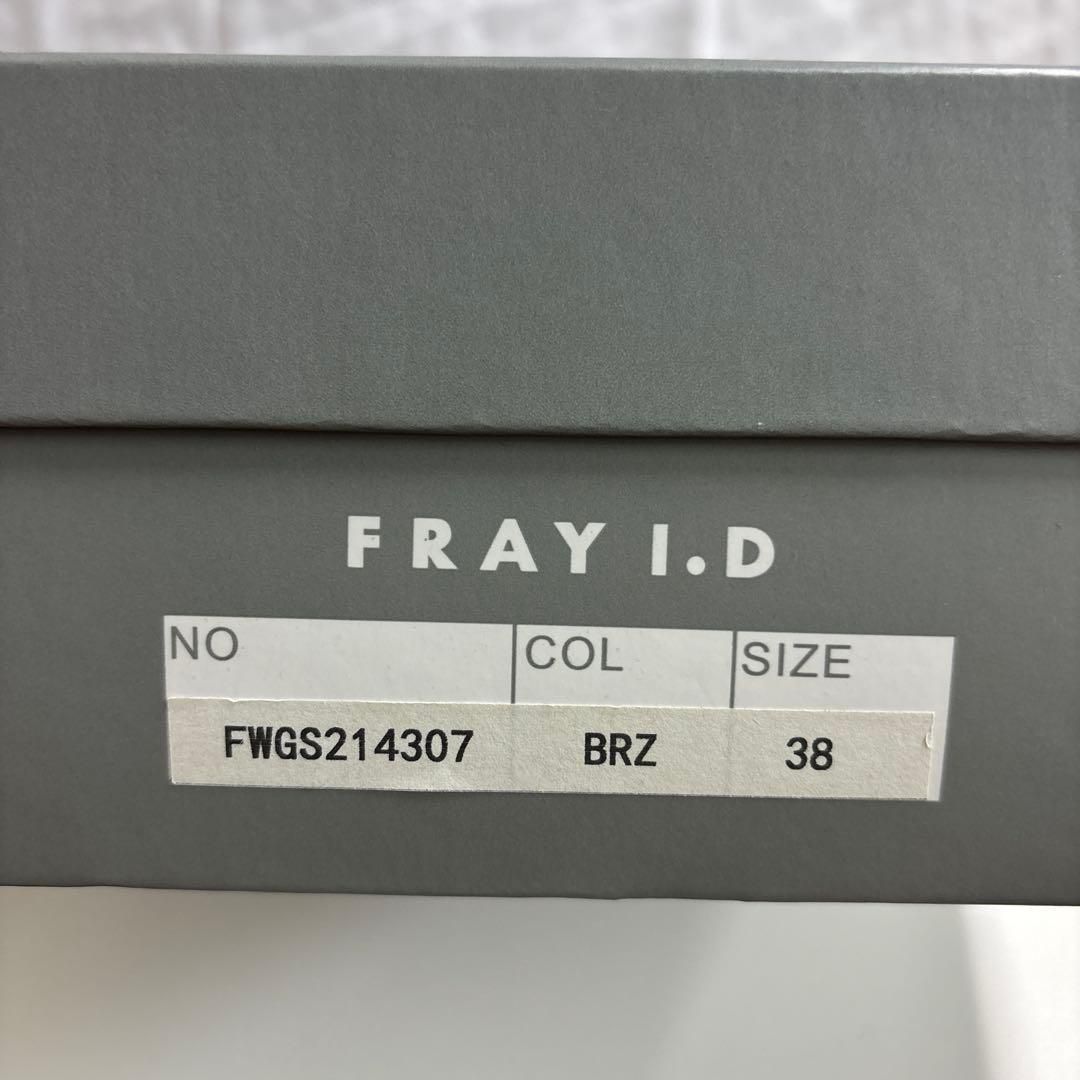 FRAY I.D
NO COL SIZE
FWGS214307 BRZ 38